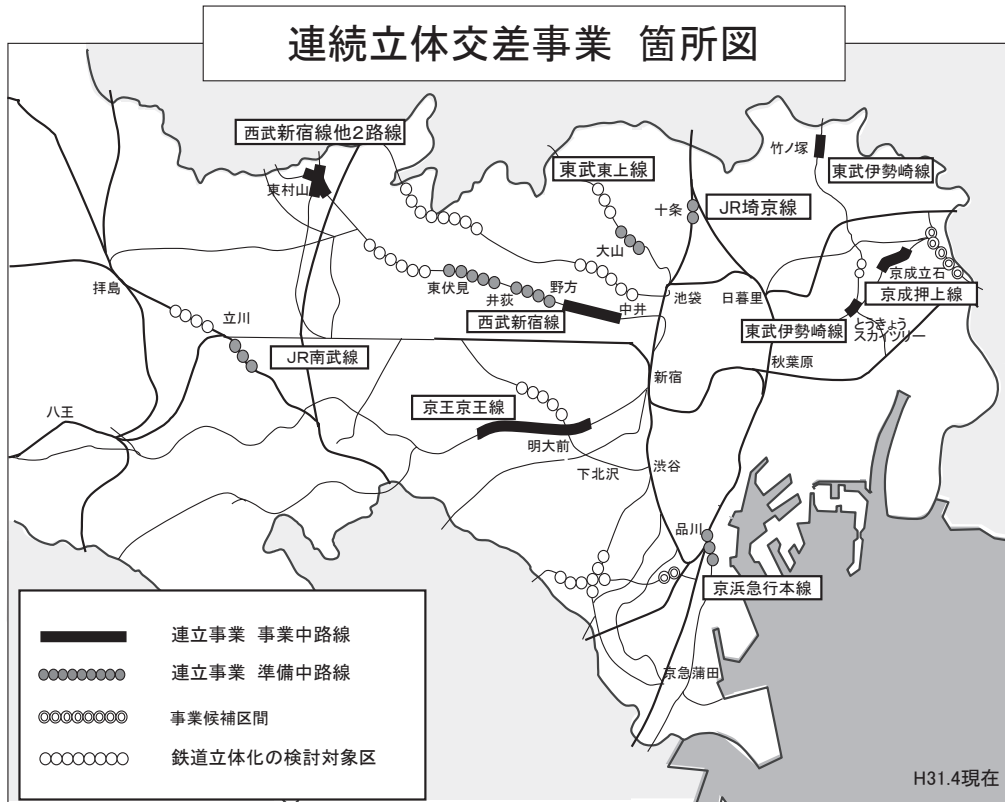 連続立体交差事業 箇所図
西武新宿線他2路線
東村山
東武東上線
竹ノ塚
東武伊勢崎線
十条
JR埼京線
大山
拝島
東伏見
井荻
野方
中井
池袋
日暮里
京成立石
京成押上線
西武新宿線
東武伊勢崎線
とうきょう
スカイツリー
立川
JR南武線
秋葉原
新宿
八王
京王京王線
明大前
下北沢
渋谷
品川
京浜急行本線
京急蒲田
連立事業 事業中路線
連立事業 準備中路線
事業候補区間
鉄道立体化の検討対象区
H31.4現在